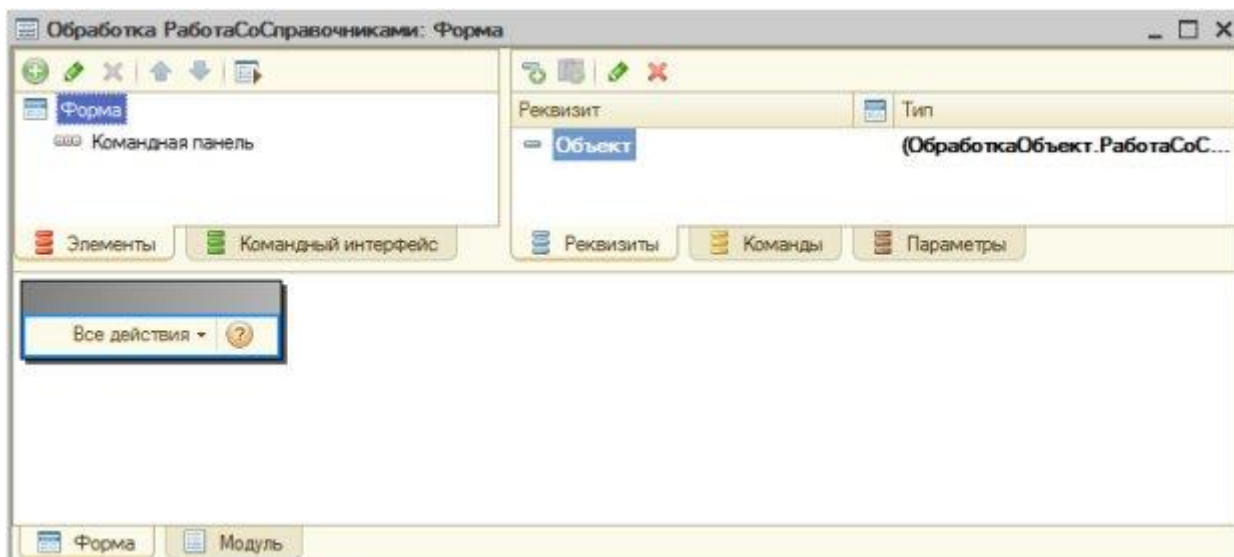 Обработка РаботаСоСправочниками: Форма
Форма
Командная панель
Элементы Командный интерфейс
Реквизит Тип
Объект (ОбработкаОбъект.РаботаСоС...
Реквизиты Команды Параметры
Все действия
Форма Модуль